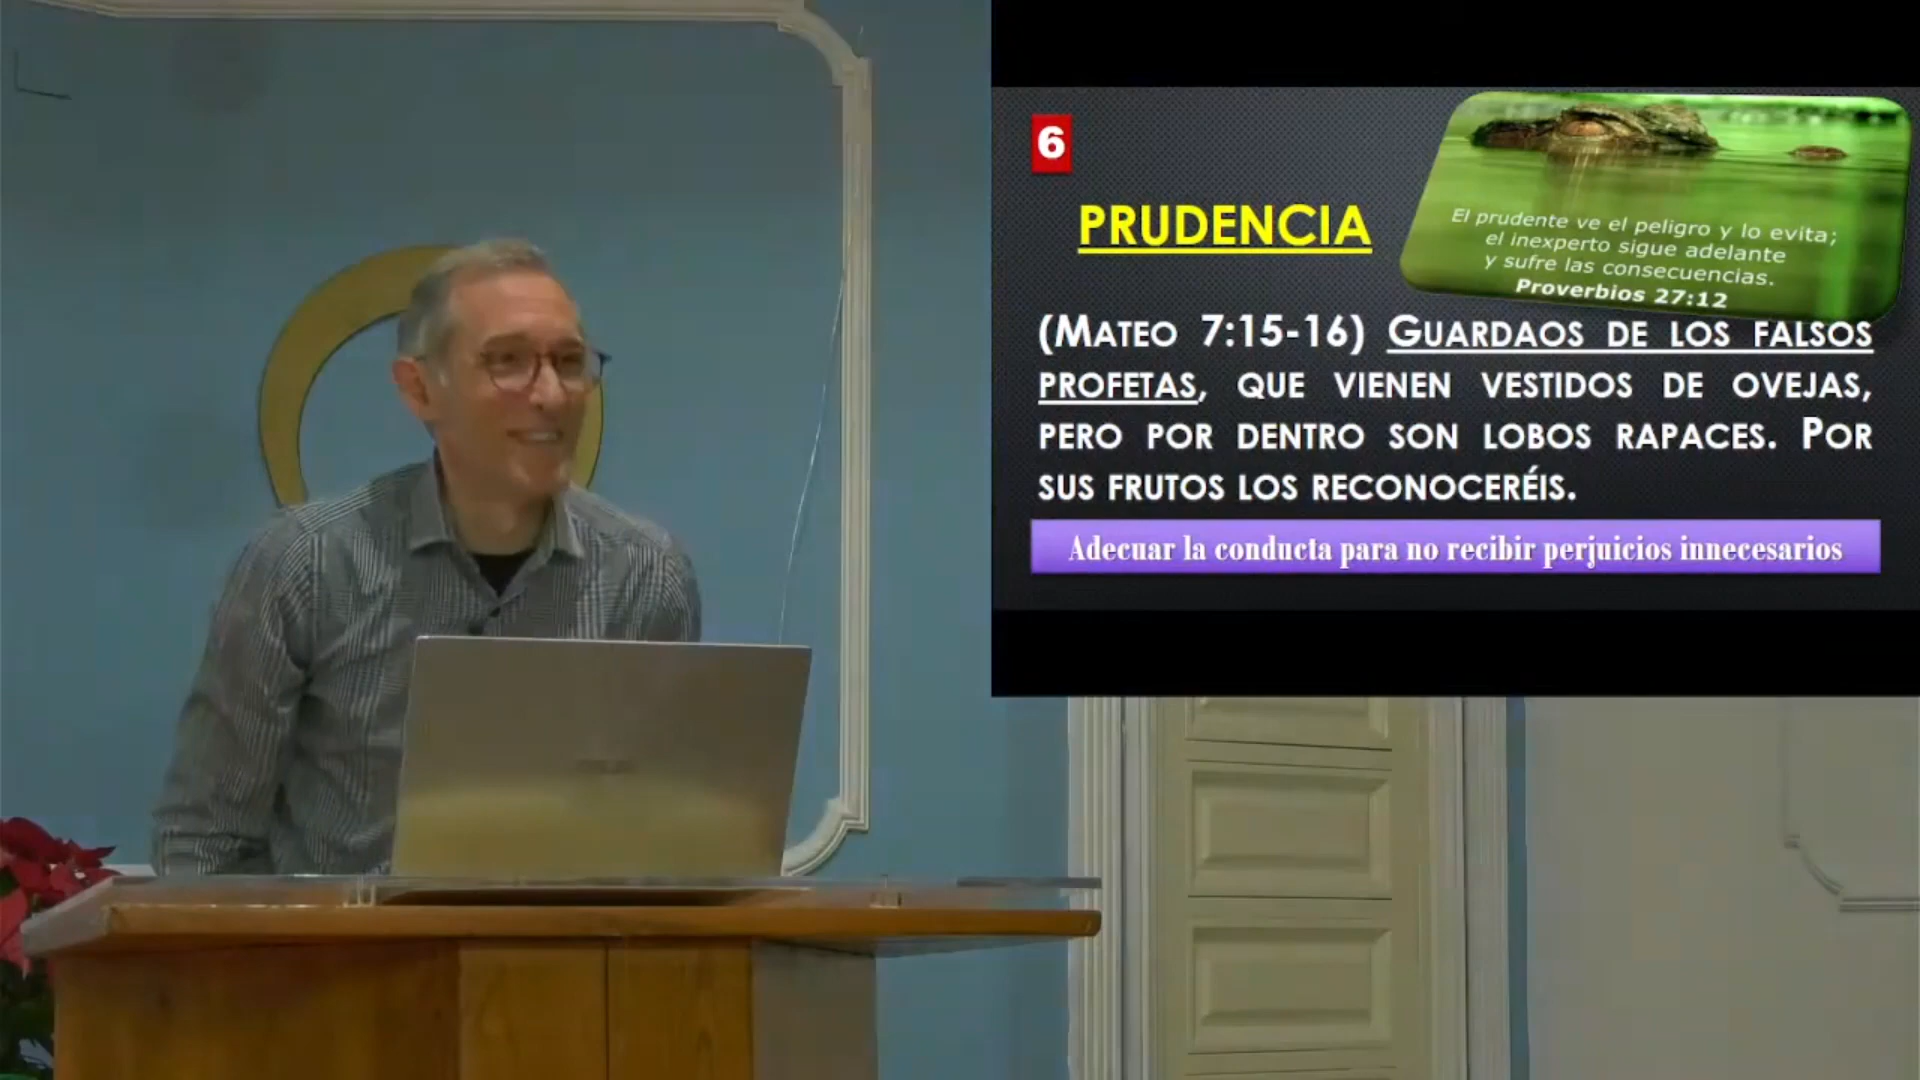 6
PRUDENCIA
El prudente ve el peligro y lo evita;
el inexperto sigue adelante
y sufre las consecuencias.
Proverbios 27:12
(MATEO 7:15-16) GUARDAOS DE LOS FALSOS
PROFETAS, QUE VIENEN VESTIDOS DE OVEJAS,
PERO POR DENTRO SON LOBOS RAPACES. POR
SUS FRUTOS LOS RECONOCERÉIS.
Adecuar la conducta para no recibir perjuicios innecesarios